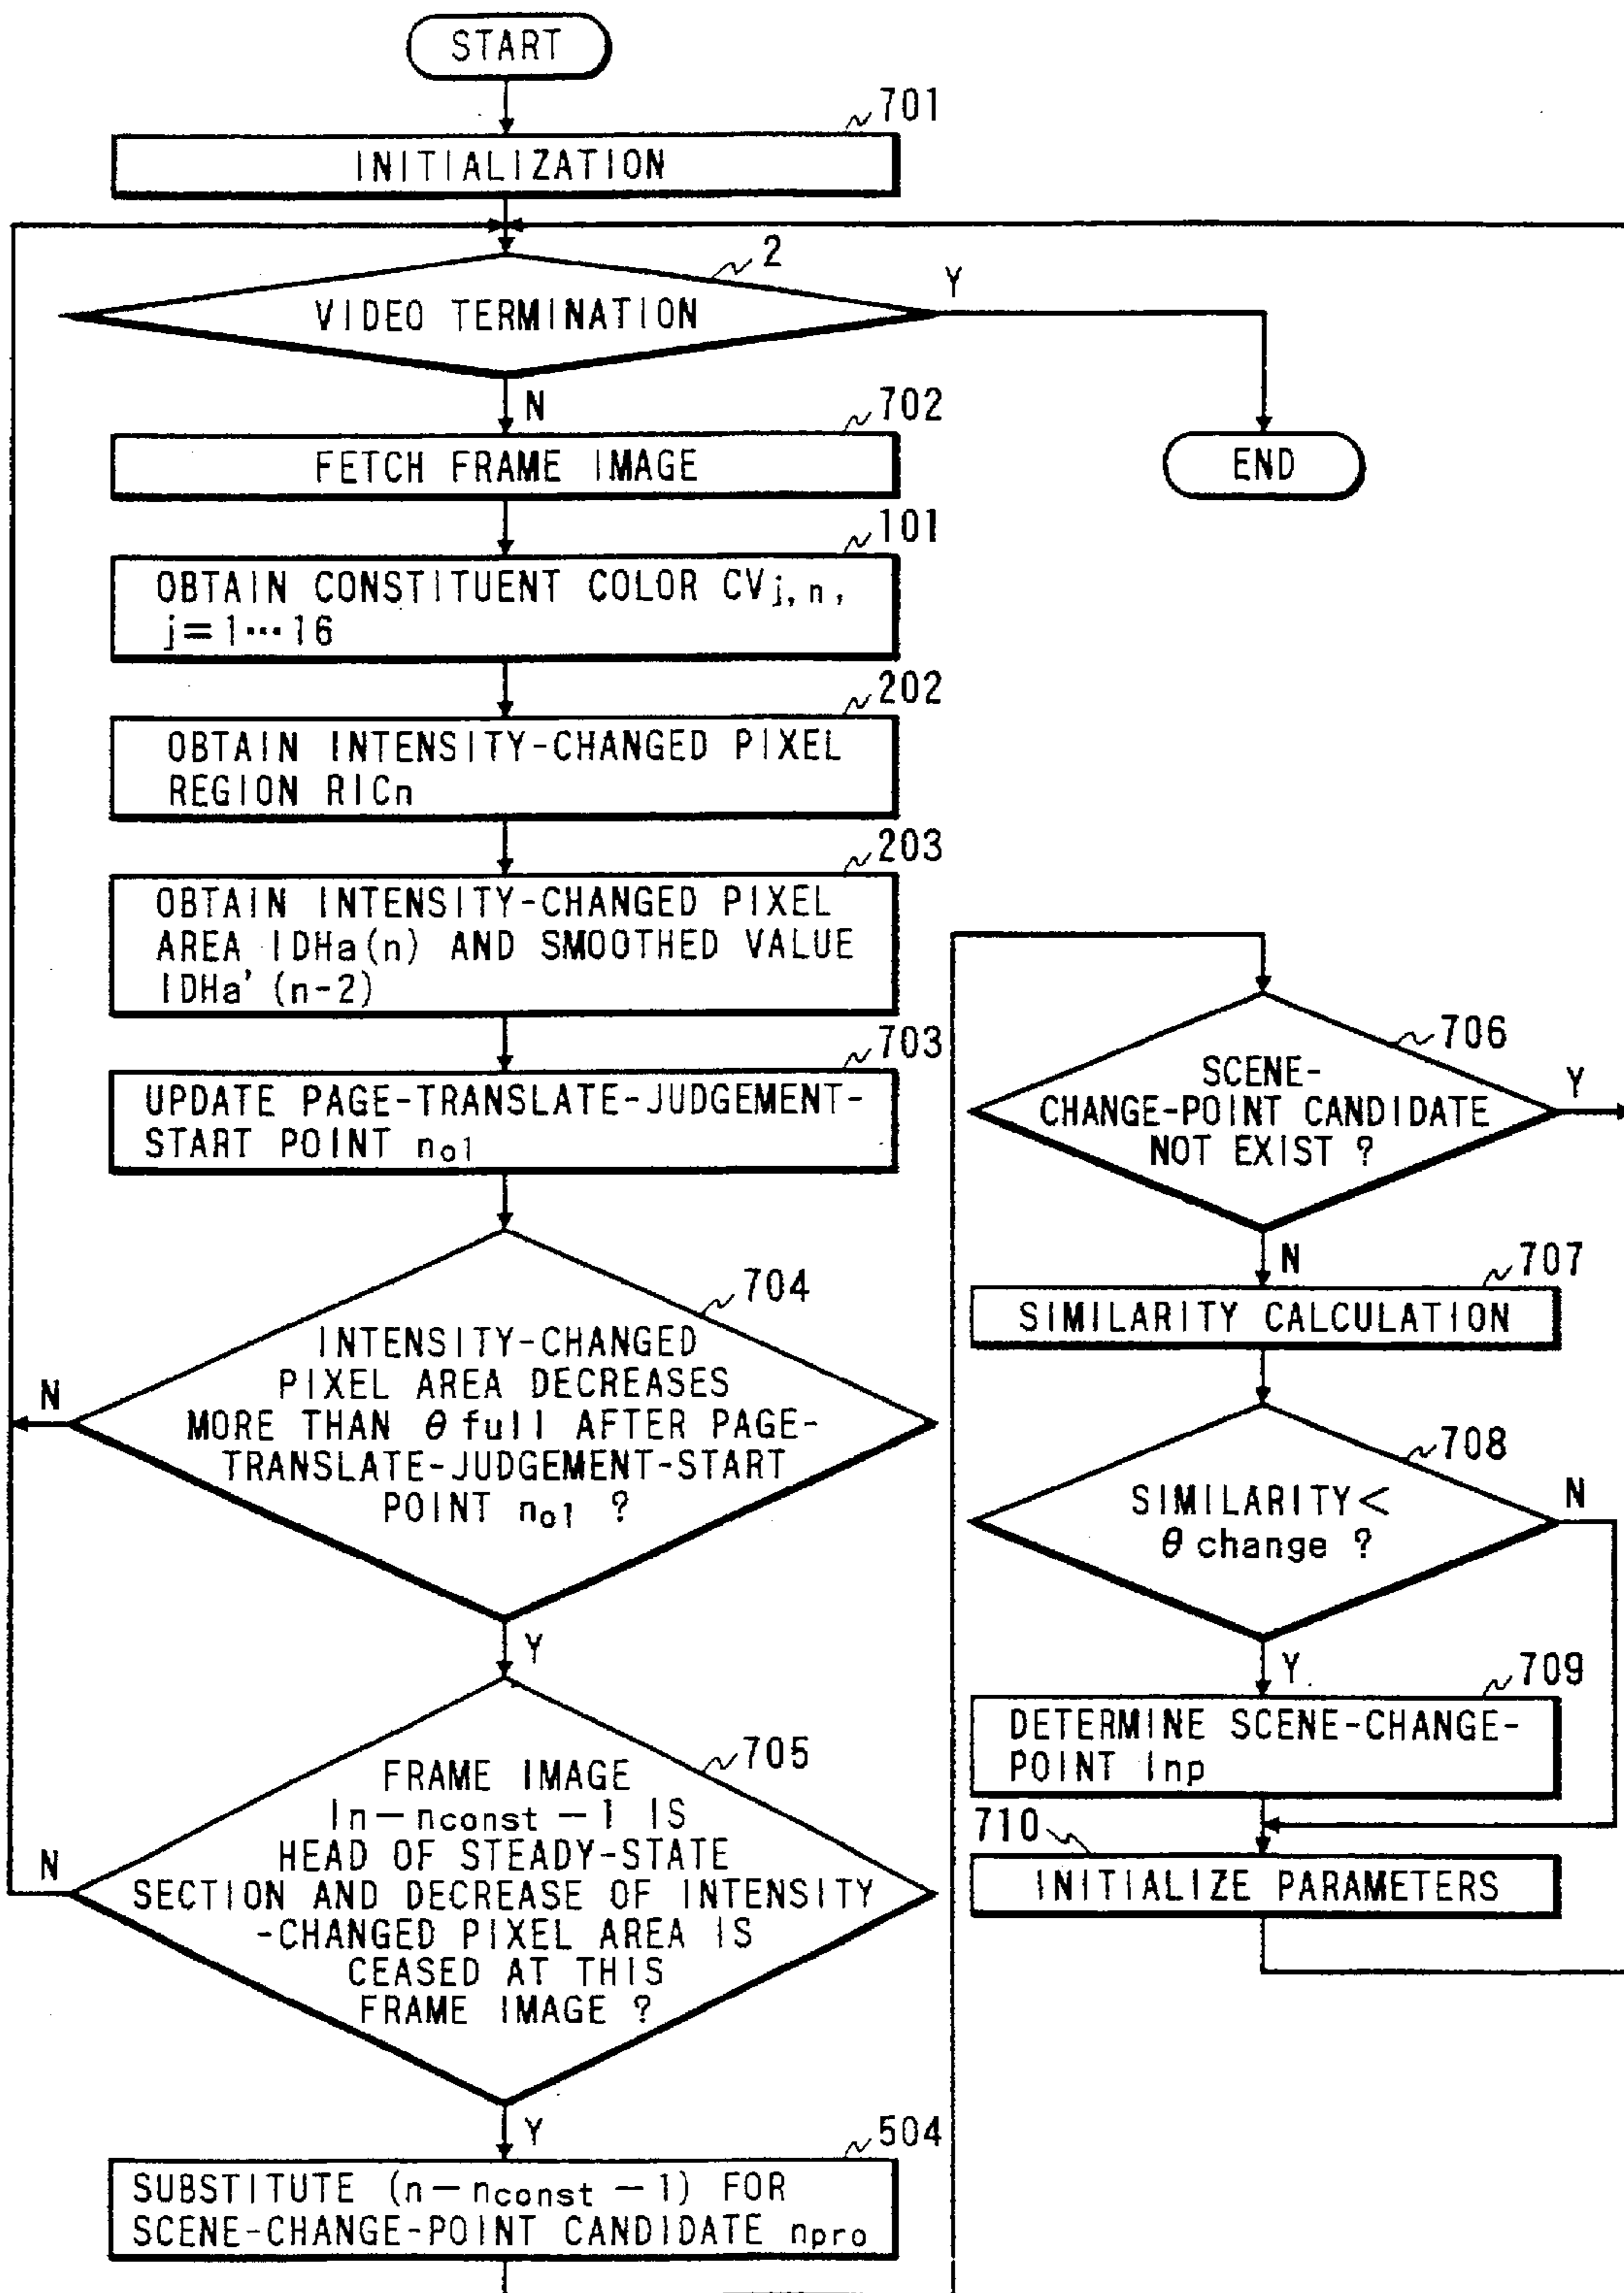 START
701
INITIALIZATION
2
VIDEO TERMINATION
Y
N
702
FETCH FRAME IMAGE
END
101
OBTAIN CONSTITUENT COLOR CVj,n,
j=1···16
202
OBTAIN INTENSITY-CHANGED PIXEL
REGION RICn
203
OBTAIN INTENSITY-CHANGED PIXEL
AREA IDHa(n) AND SMOOTHED VALUE
IDHa'(n-2)
703
UPDATE PAGE-TRANSLATE-JUDGEMENT-
START POINT no1
704
INTENSITY-CHANGED
PIXEL AREA DECREASES
MORE THAN θ full AFTER PAGE-
TRANSLATE-JUDGEMENT-START
POINT no1 ?
N
Y
705
FRAME IMAGE
In-nconst-1 IS
HEAD OF STEADY-STATE
SECTION AND DECREASE OF INTENSITY
-CHANGED PIXEL AREA IS
CEASED AT THIS
FRAME IMAGE ?
N
Y
504
SUBSTITUTE (n-nconst-1) FOR
SCENE-CHANGE-POINT CANDIDATE npro
706
SCENE-
CHANGE-POINT CANDIDATE
NOT EXIST ?
Y
N
707
SIMILARITY CALCULATION
708
SIMILARITY<
θ change ?
N
Y
709
DETERMINE SCENE-CHANGE-
POINT Inp
710
INITIALIZE PARAMETERS